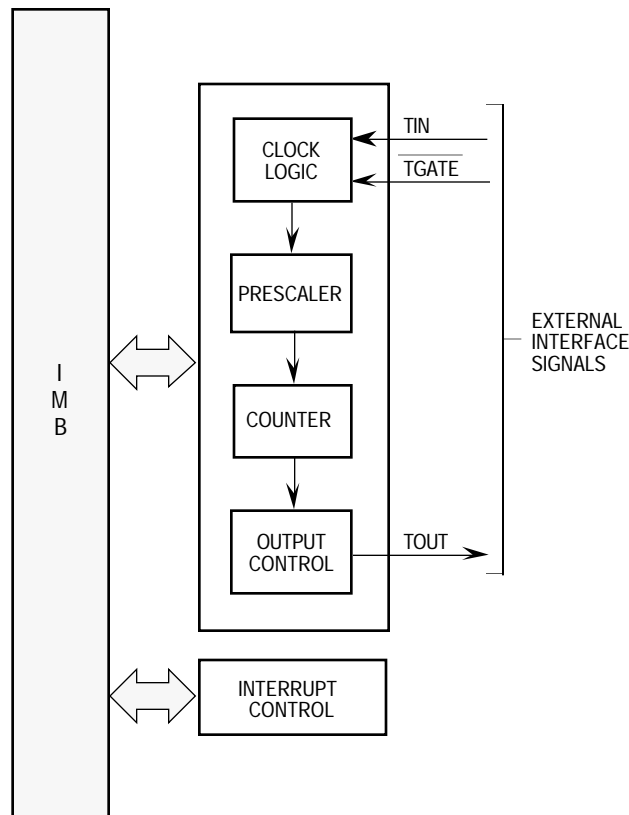 TIN
CLOCK
LOGIC
TGATE
PRESCALER
EXTERNAL
INTERFACE
SIGNALS
I
M
B
COUNTER
OUTPUT
CONTROL
TOUT
INTERRUPT
CONTROL